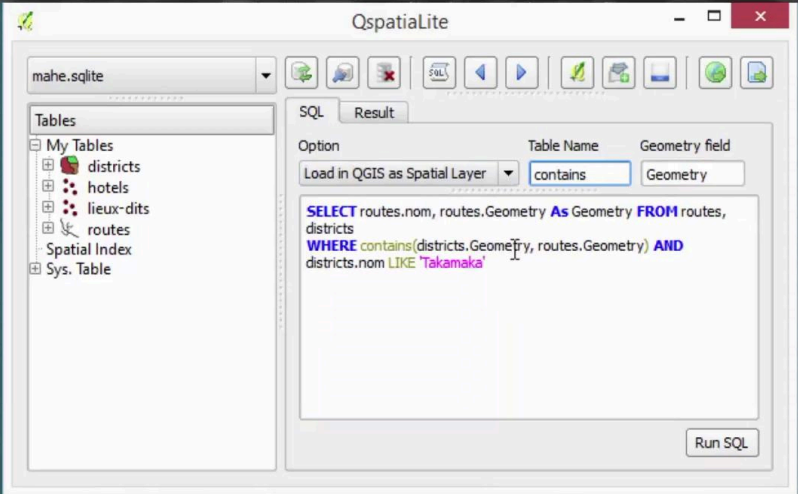 QspatiaLite
mahe.sqlite
SQL
Tables
My Tables
districts
hotels
lieux-dits
routes
Spatial Index
Sys. Table
SQL Result
Option Table Name Geometry field
Load in QGIS as Spatial Layer contains Geometry
SELECT routes.nom, routes.Geometry As Geometry FROM routes,
districts
WHERE contains(districts.Geometry, routes.Geometry) AND
districts.nom LIKE 'Takamaka'
Run SQL